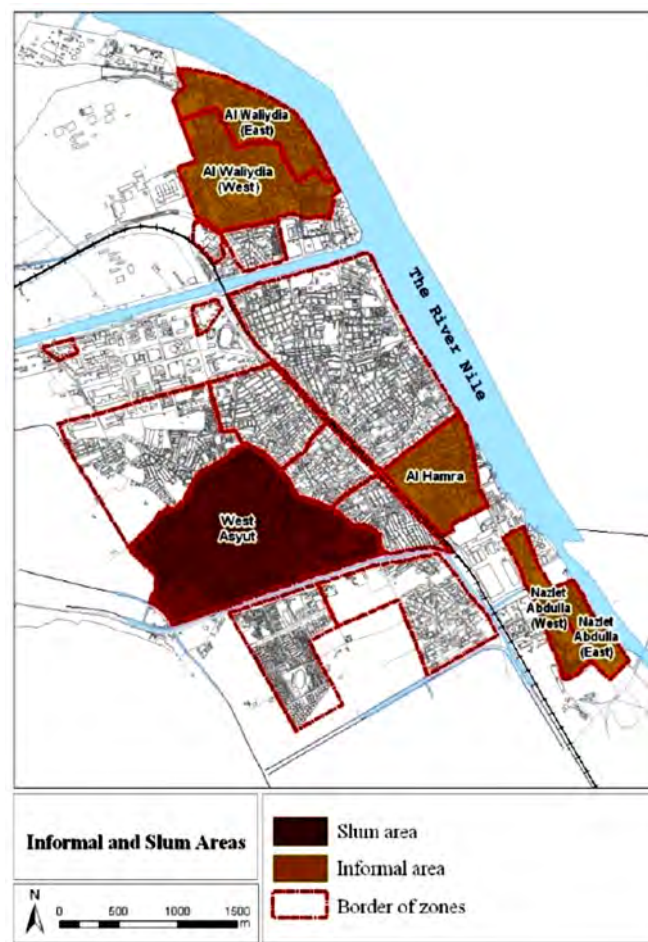 Al Waliydia
(East)
Al Waliydia
(West)
The River Nile
Al Hamra
West
Asyut
Nazlet
Abdulla
(West)
Nazlet
Abdulla
(East)
Informal and Slum Areas
Slum area
Informal area
Border of zones
N
0 500 1000 1500
m